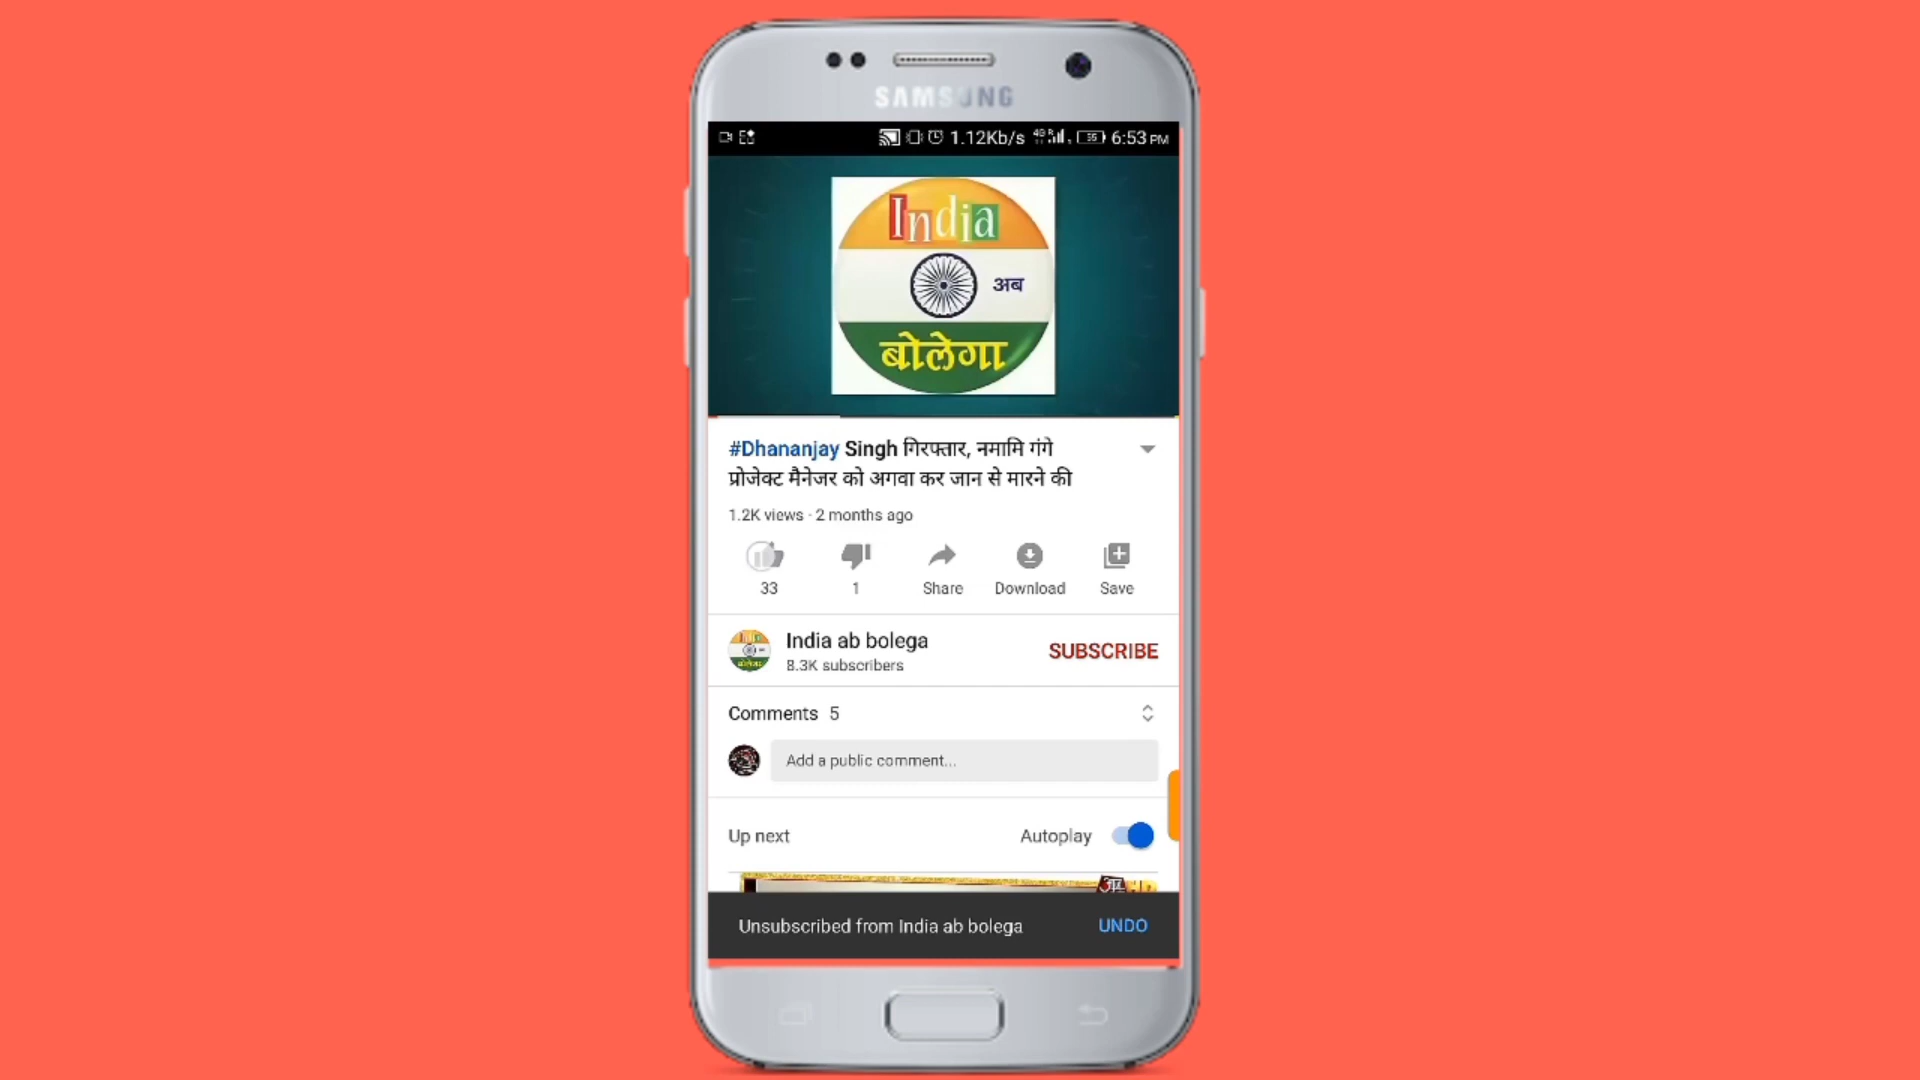 SAMSUNG
1.12Kb/s 6:53 PM
India
अब
बोलेगा
#Dhananjay Singh गिरफ्तार, नमामि गंगे
प्रोजेक्ट मैनेजर को अगवा कर जान से मारने की
1.2K views · 2 months ago
33 1 Share Download Save
India ab bolega
8.3K subscribers
SUBSCRIBE
Comments 5
Add a public comment...
Up next Autoplay
Unsubscribed from India ab bolega UNDO